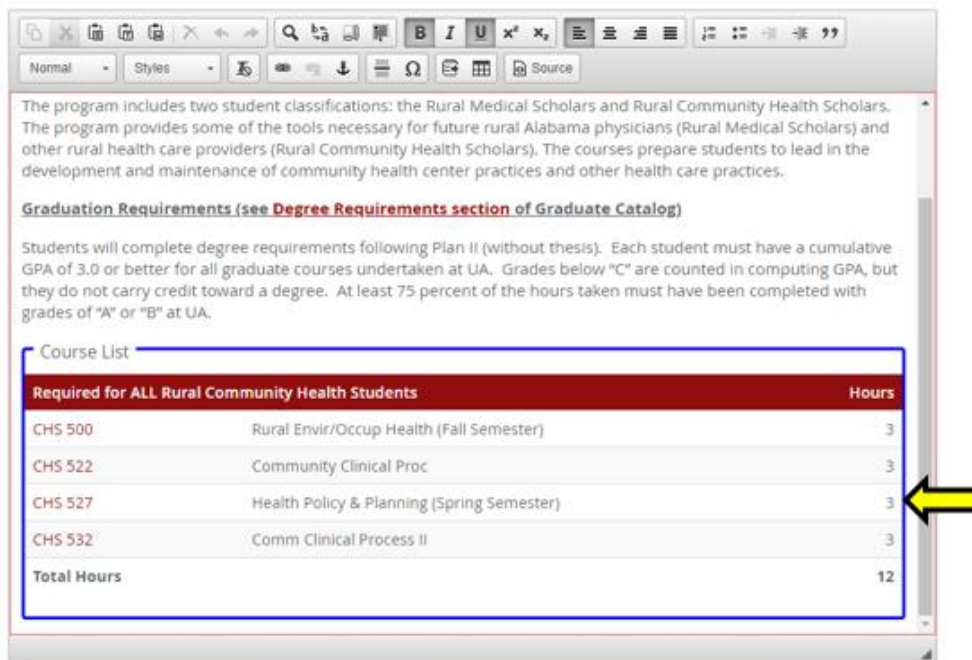 B I U x² x₂
Normal Styles Ω Source
The program includes two student classifications: the Rural Medical Scholars and Rural Community Health Scholars.
The program provides some of the tools necessary for future rural Alabama physicians (Rural Medical Scholars) and
other rural health care providers (Rural Community Health Scholars). The courses prepare students to lead in the
development and maintenance of community health center practices and other health care practices.
Graduation Requirements (see Degree Requirements section of Graduate Catalog)
Students will complete degree requirements following Plan II (without thesis). Each student must have a cumulative
GPA of 3.0 or better for all graduate courses undertaken at UA. Grades below “C” are counted in computing GPA, but
they do not carry credit toward a degree. At least 75 percent of the hours taken must have been completed with
grades of “A” or “B” at UA.
Course List
Required for ALL Rural Community Health Students Hours
CHS 500 Rural Envir/Occup Health (Fall Semester) 3
CHS 522 Community Clinical Proc 3
CHS 527 Health Policy & Planning (Spring Semester) 3
CHS 532 Comm Clinical Process II 3
Total Hours 12